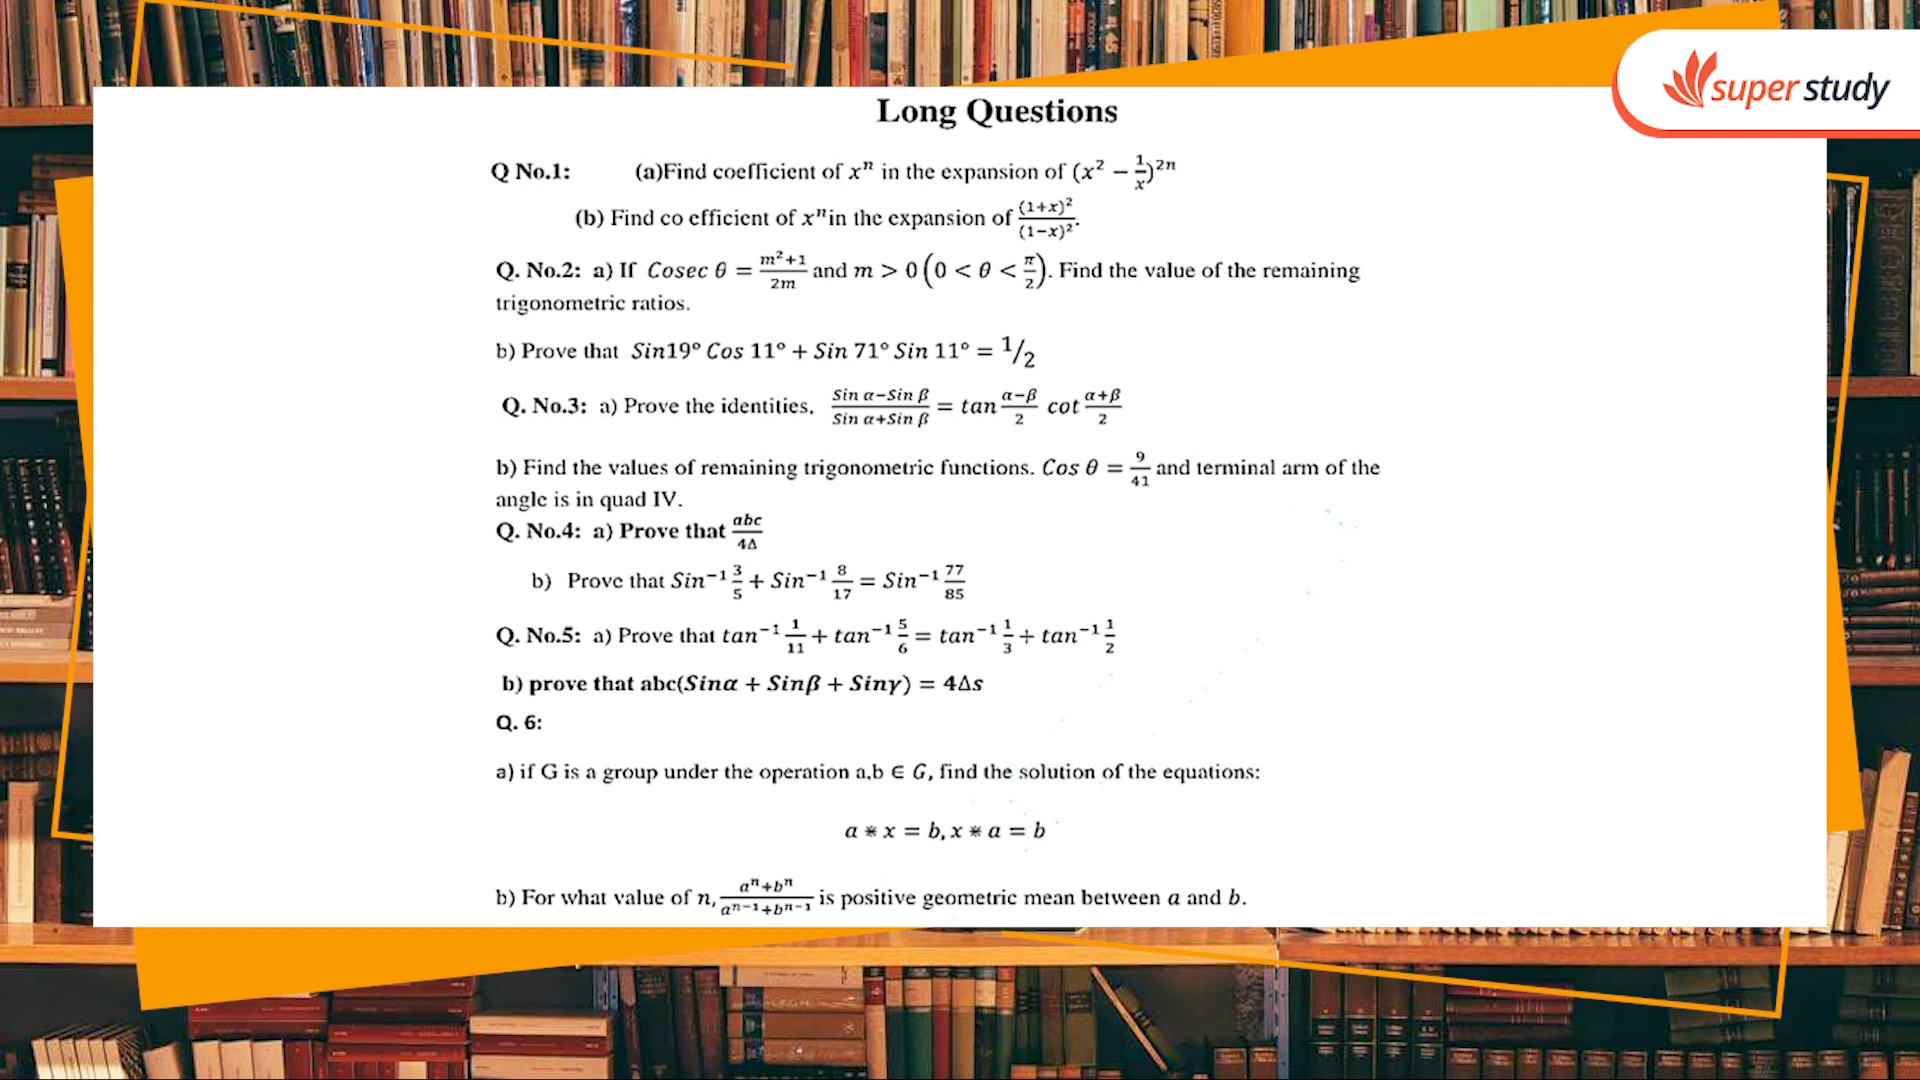 super study
Long Questions
Q No.1: (a)Find coefficient of xⁿ in the expansion of (x² − 1/x)²ⁿ
(b) Find co efficient of xⁿin the expansion of (1+x)²/(1−x)².
Q. No.2: a) If Cosec θ = m²+1/2m and m > 0 (0 < θ < π/2). Find the value of the remaining
trigonometric ratios.
b) Prove that Sin19° Cos 11° + Sin 71° Sin 11° = 1/2
Q. No.3: a) Prove the identities, Sin α−Sin β/Sin α+Sin β = tan α−β/2 cot α+β/2
b) Find the values of remaining trigonometric functions. Cos θ = 9/41 and terminal arm of the
angle is in quad IV.
Q. No.4: a) Prove that abc/4Δ
b) Prove that Sin⁻¹ 3/5 + Sin⁻¹ 8/17 = Sin⁻¹ 77/85
Q. No.5: a) Prove that tan⁻¹ 1/11 + tan⁻¹ 5/6 = tan⁻¹ 1/3 + tan⁻¹ 1/2
b) prove that abc(Sinα + Sinβ + Sinγ) = 4Δs
Q. 6:
a) if G is a group under the operation a,b ∈ G, find the solution of the equations:
a * x = b, x * a = b
b) For what value of n, aⁿ+bⁿ/aⁿ⁻¹+bⁿ⁻¹ is positive geometric mean between a and b.